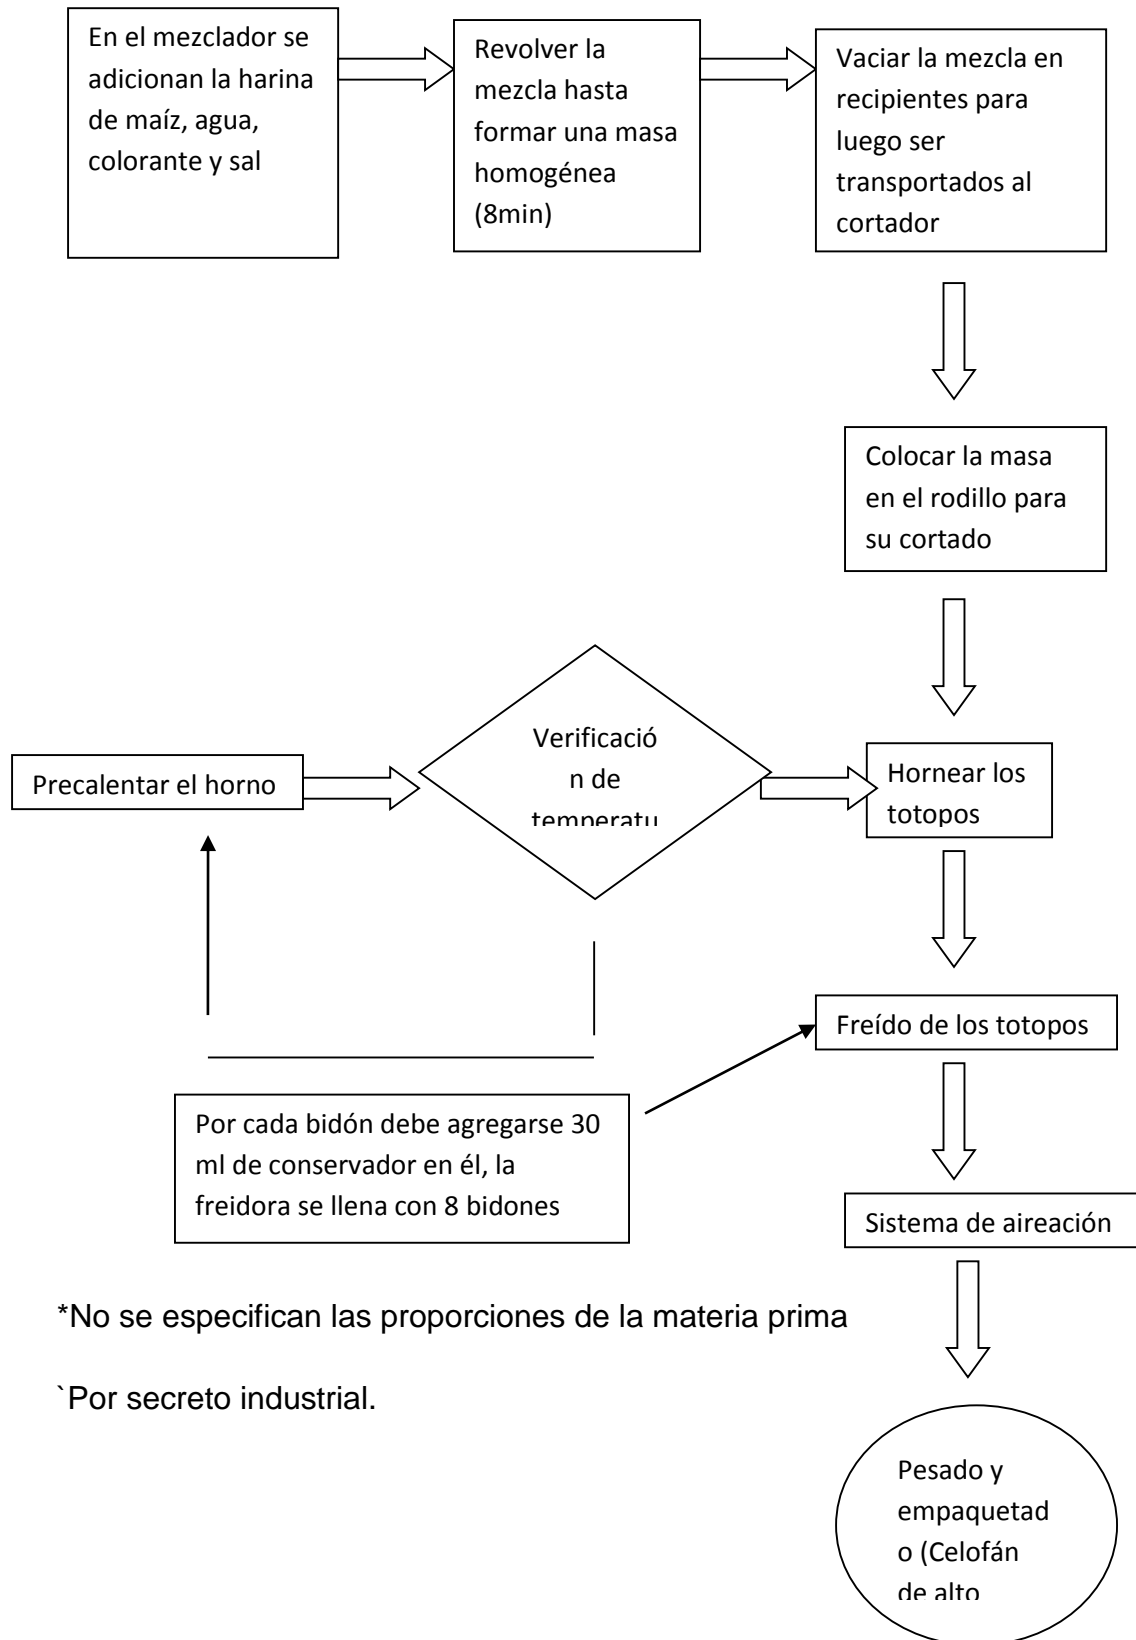 En el mezclador se
adicionan la harina
de maíz, agua,
colorante y sal
Revolver la
mezcla hasta
formar una masa
homogénea
(8min)
Vaciar la mezcla en
recipientes para
luego ser
transportados al
cortador
Colocar la masa
en el rodillo para
su cortado
Precalentar el horno
Verificació
n de
temperatu
Hornear los
totopos
Freído de los totopos
Por cada bidón debe agregarse 30
ml de conservador en él, la
freidora se llena con 8 bidones
Sistema de aireación
*No se especifican las proporciones de la materia prima
`Por secreto industrial.
Pesado y
empaquetad
o (Celofán
de alto